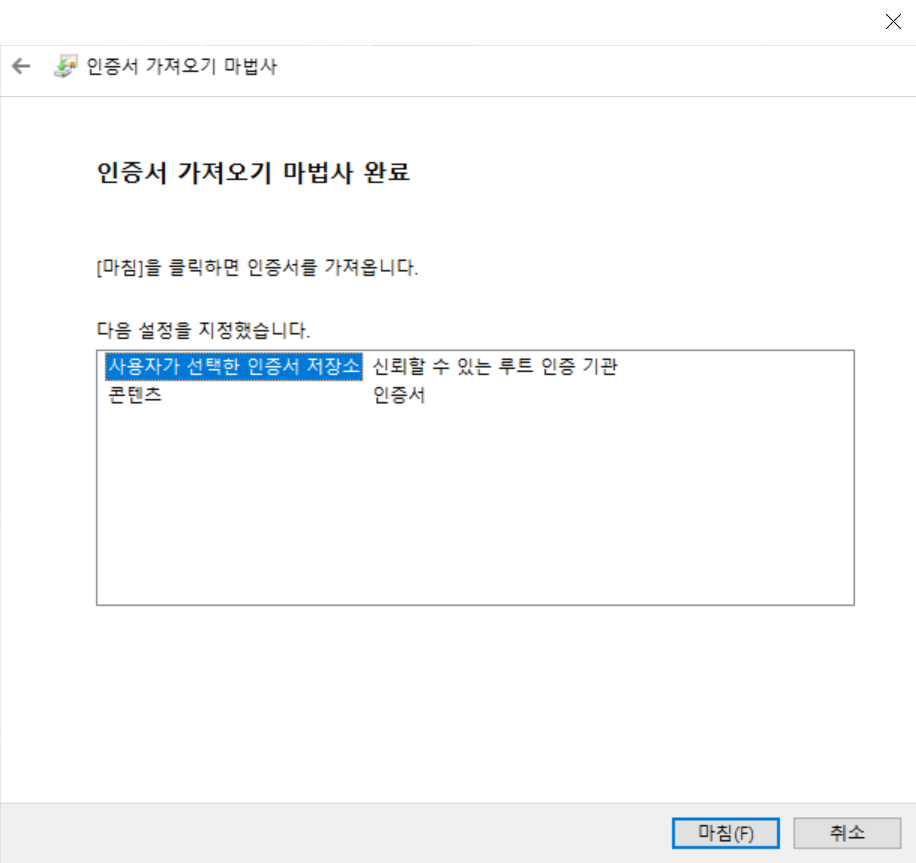 인증서 가져오기 마법사
인증서 가져오기 마법사 완료
[마침]을 클릭하면 인증서를 가져옵니다.
다음 설정을 지정했습니다.
사용자가 선택한 인증서 저장소 신뢰할 수 있는 루트 인증 기관
콘텐츠 인증서
마침(F) 취소